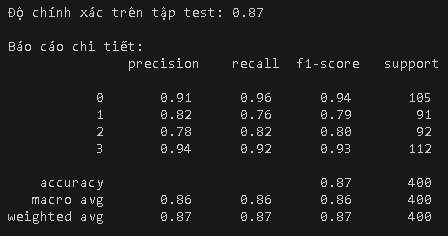 Độ chính xác trên tập test: 0.87
Báo cáo chi tiết:
precision recall f1-score support
0 0.91 0.96 0.94 105
1 0.82 0.76 0.79 91
2 0.78 0.82 0.80 92
3 0.94 0.92 0.93 112
accuracy 0.87 400
macro avg 0.86 0.86 0.86 400
weighted avg 0.87 0.87 0.87 400